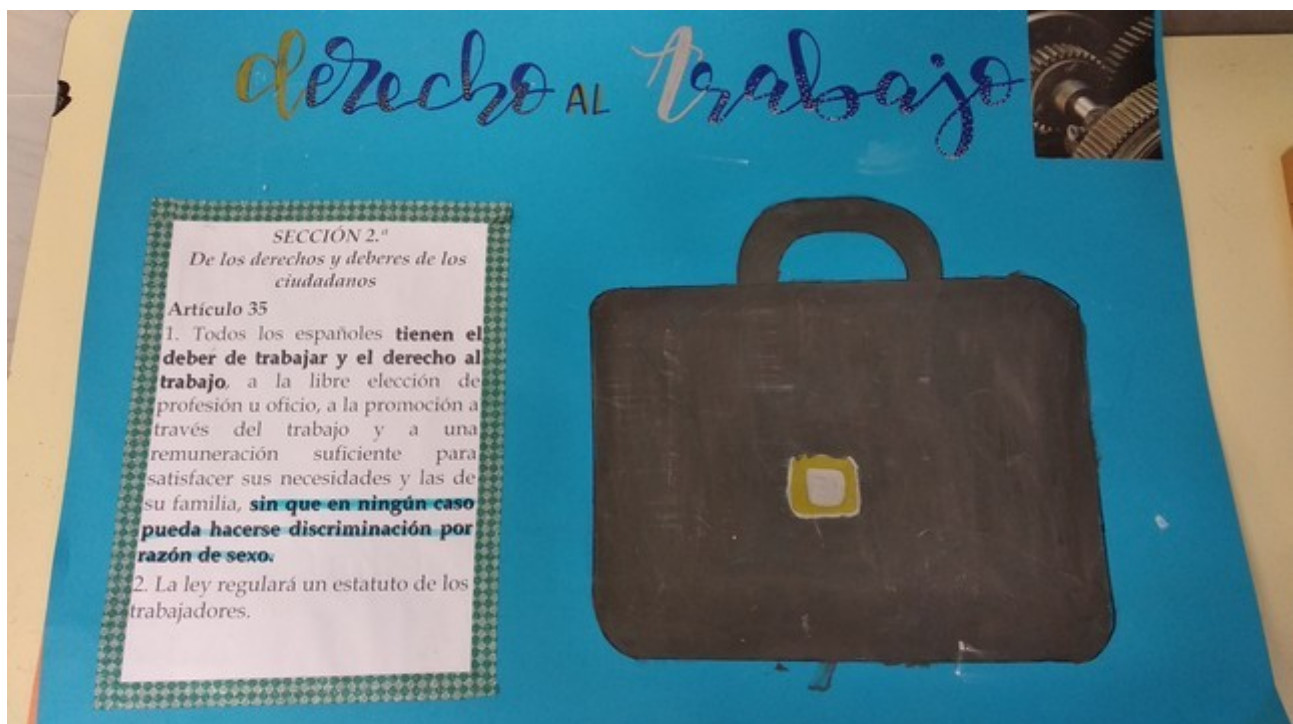 derecho AL trabajo
SECCIÓN 2.ª
De los derechos y deberes de los
ciudadanos
Artículo 35
1. Todos los españoles tienen el
deber de trabajar y el derecho al
trabajo, a la libre elección de
profesión u oficio, a la promoción a
través del trabajo y a una
remuneración suficiente para
satisfacer sus necesidades y las de
su familia, sin que en ningún caso
pueda hacerse discriminación por
razón de sexo.
2. La ley regulará un estatuto de los
trabajadores.